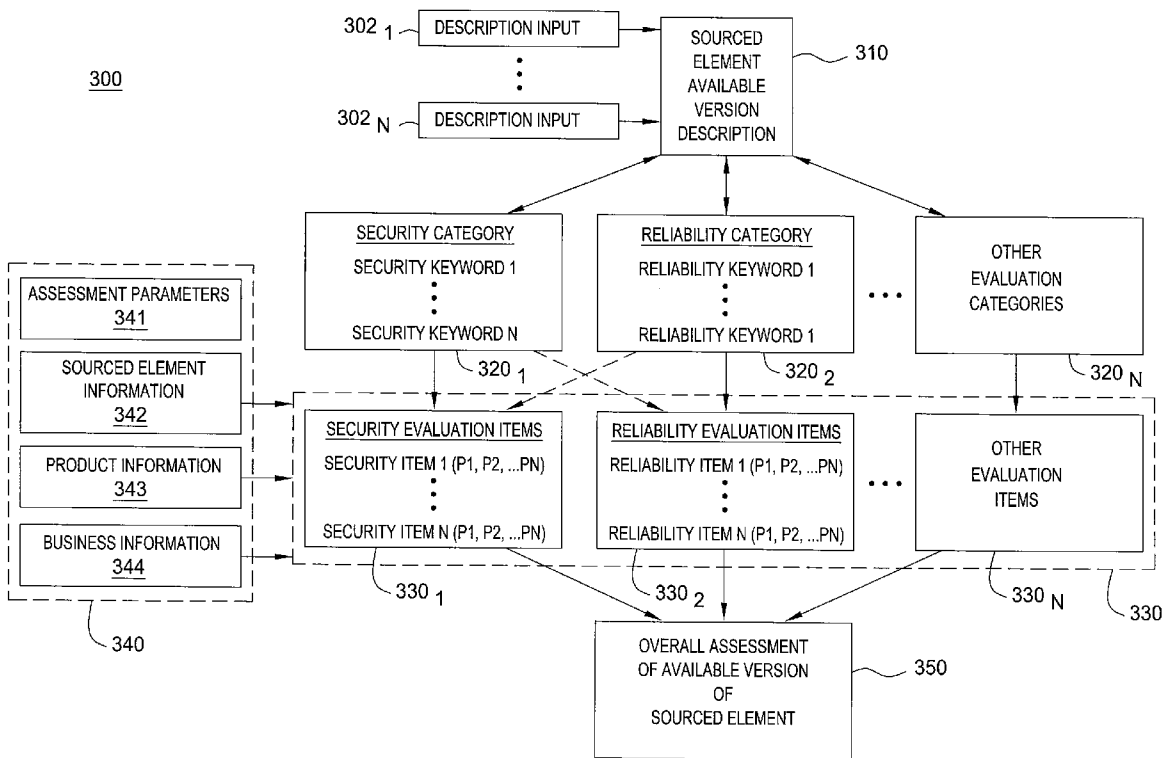 300
302 1
DESCRIPTION INPUT
302 N
DESCRIPTION INPUT
SOURCED
ELEMENT
AVAILABLE
VERSION
DESCRIPTION
310
SECURITY CATEGORY
SECURITY KEYWORD 1
SECURITY KEYWORD N
320 1
RELIABILITY CATEGORY
RELIABILITY KEYWORD 1
RELIABILITY KEYWORD 1
320 2
OTHER
EVALUATION
CATEGORIES
320 N
ASSESSMENT PARAMETERS
341
SOURCED ELEMENT
INFORMATION
342
PRODUCT INFORMATION
343
BUSINESS INFORMATION
344
340
SECURITY EVALUATION ITEMS
SECURITY ITEM 1 (P1, P2, ...PN)
SECURITY ITEM N (P1, P2, ...PN)
330 1
RELIABILITY EVALUATION ITEMS
RELIABILITY ITEM 1 (P1, P2, ...PN)
RELIABILITY ITEM N (P1, P2, ...PN)
330 2
OTHER
EVALUATION
ITEMS
330 N
330
OVERALL ASSESSMENT
OF AVAILABLE VERSION
OF
SOURCED ELEMENT
350